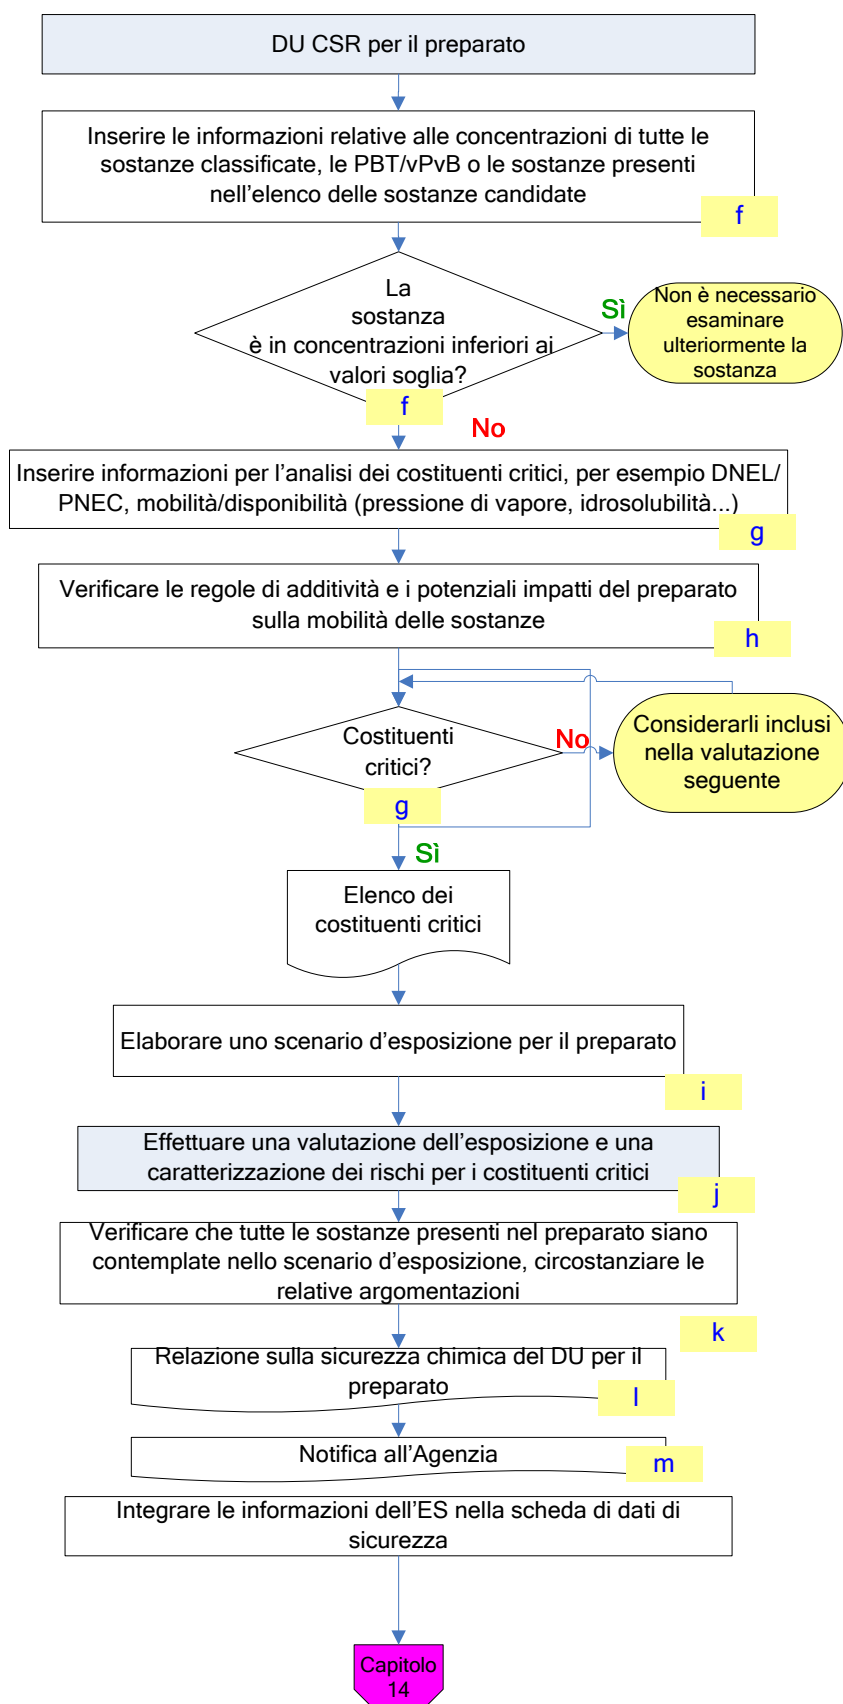 DU CSR per il preparato
Inserire le informazioni relative alle concentrazioni di tutte le
sostanze classificate, le PBT/vPvB o le sostanze presenti
nell’elenco delle sostanze candidate
f
La
sostanza
è in concentrazioni inferiori ai
valori soglia?
f
Sì
Non è necessario
esaminare
ulteriormente la
sostanza
No
Inserire informazioni per l’analisi dei costituenti critici, per esempio DNEL/
PNEC, mobilità/disponibilità (pressione di vapore, idrosolubilità...)
g
Verificare le regole di additività e i potenziali impatti del preparato
sulla mobilità delle sostanze
h
Costituenti
critici?
g
No
Considerarli inclusi
nella valutazione
seguente
Sì
Elenco dei
costituenti critici
Elaborare uno scenario d’esposizione per il preparato
i
Effettuare una valutazione dell’esposizione e una
caratterizzazione dei rischi per i costituenti critici
j
Verificare che tutte le sostanze presenti nel preparato siano
contemplate nello scenario d’esposizione, circostanziare le
relative argomentazioni
k
Relazione sulla sicurezza chimica del DU per il
preparato
l
Notifica all’Agenzia
m
Integrare le informazioni dell’ES nella scheda di dati di
sicurezza
Capitolo
14